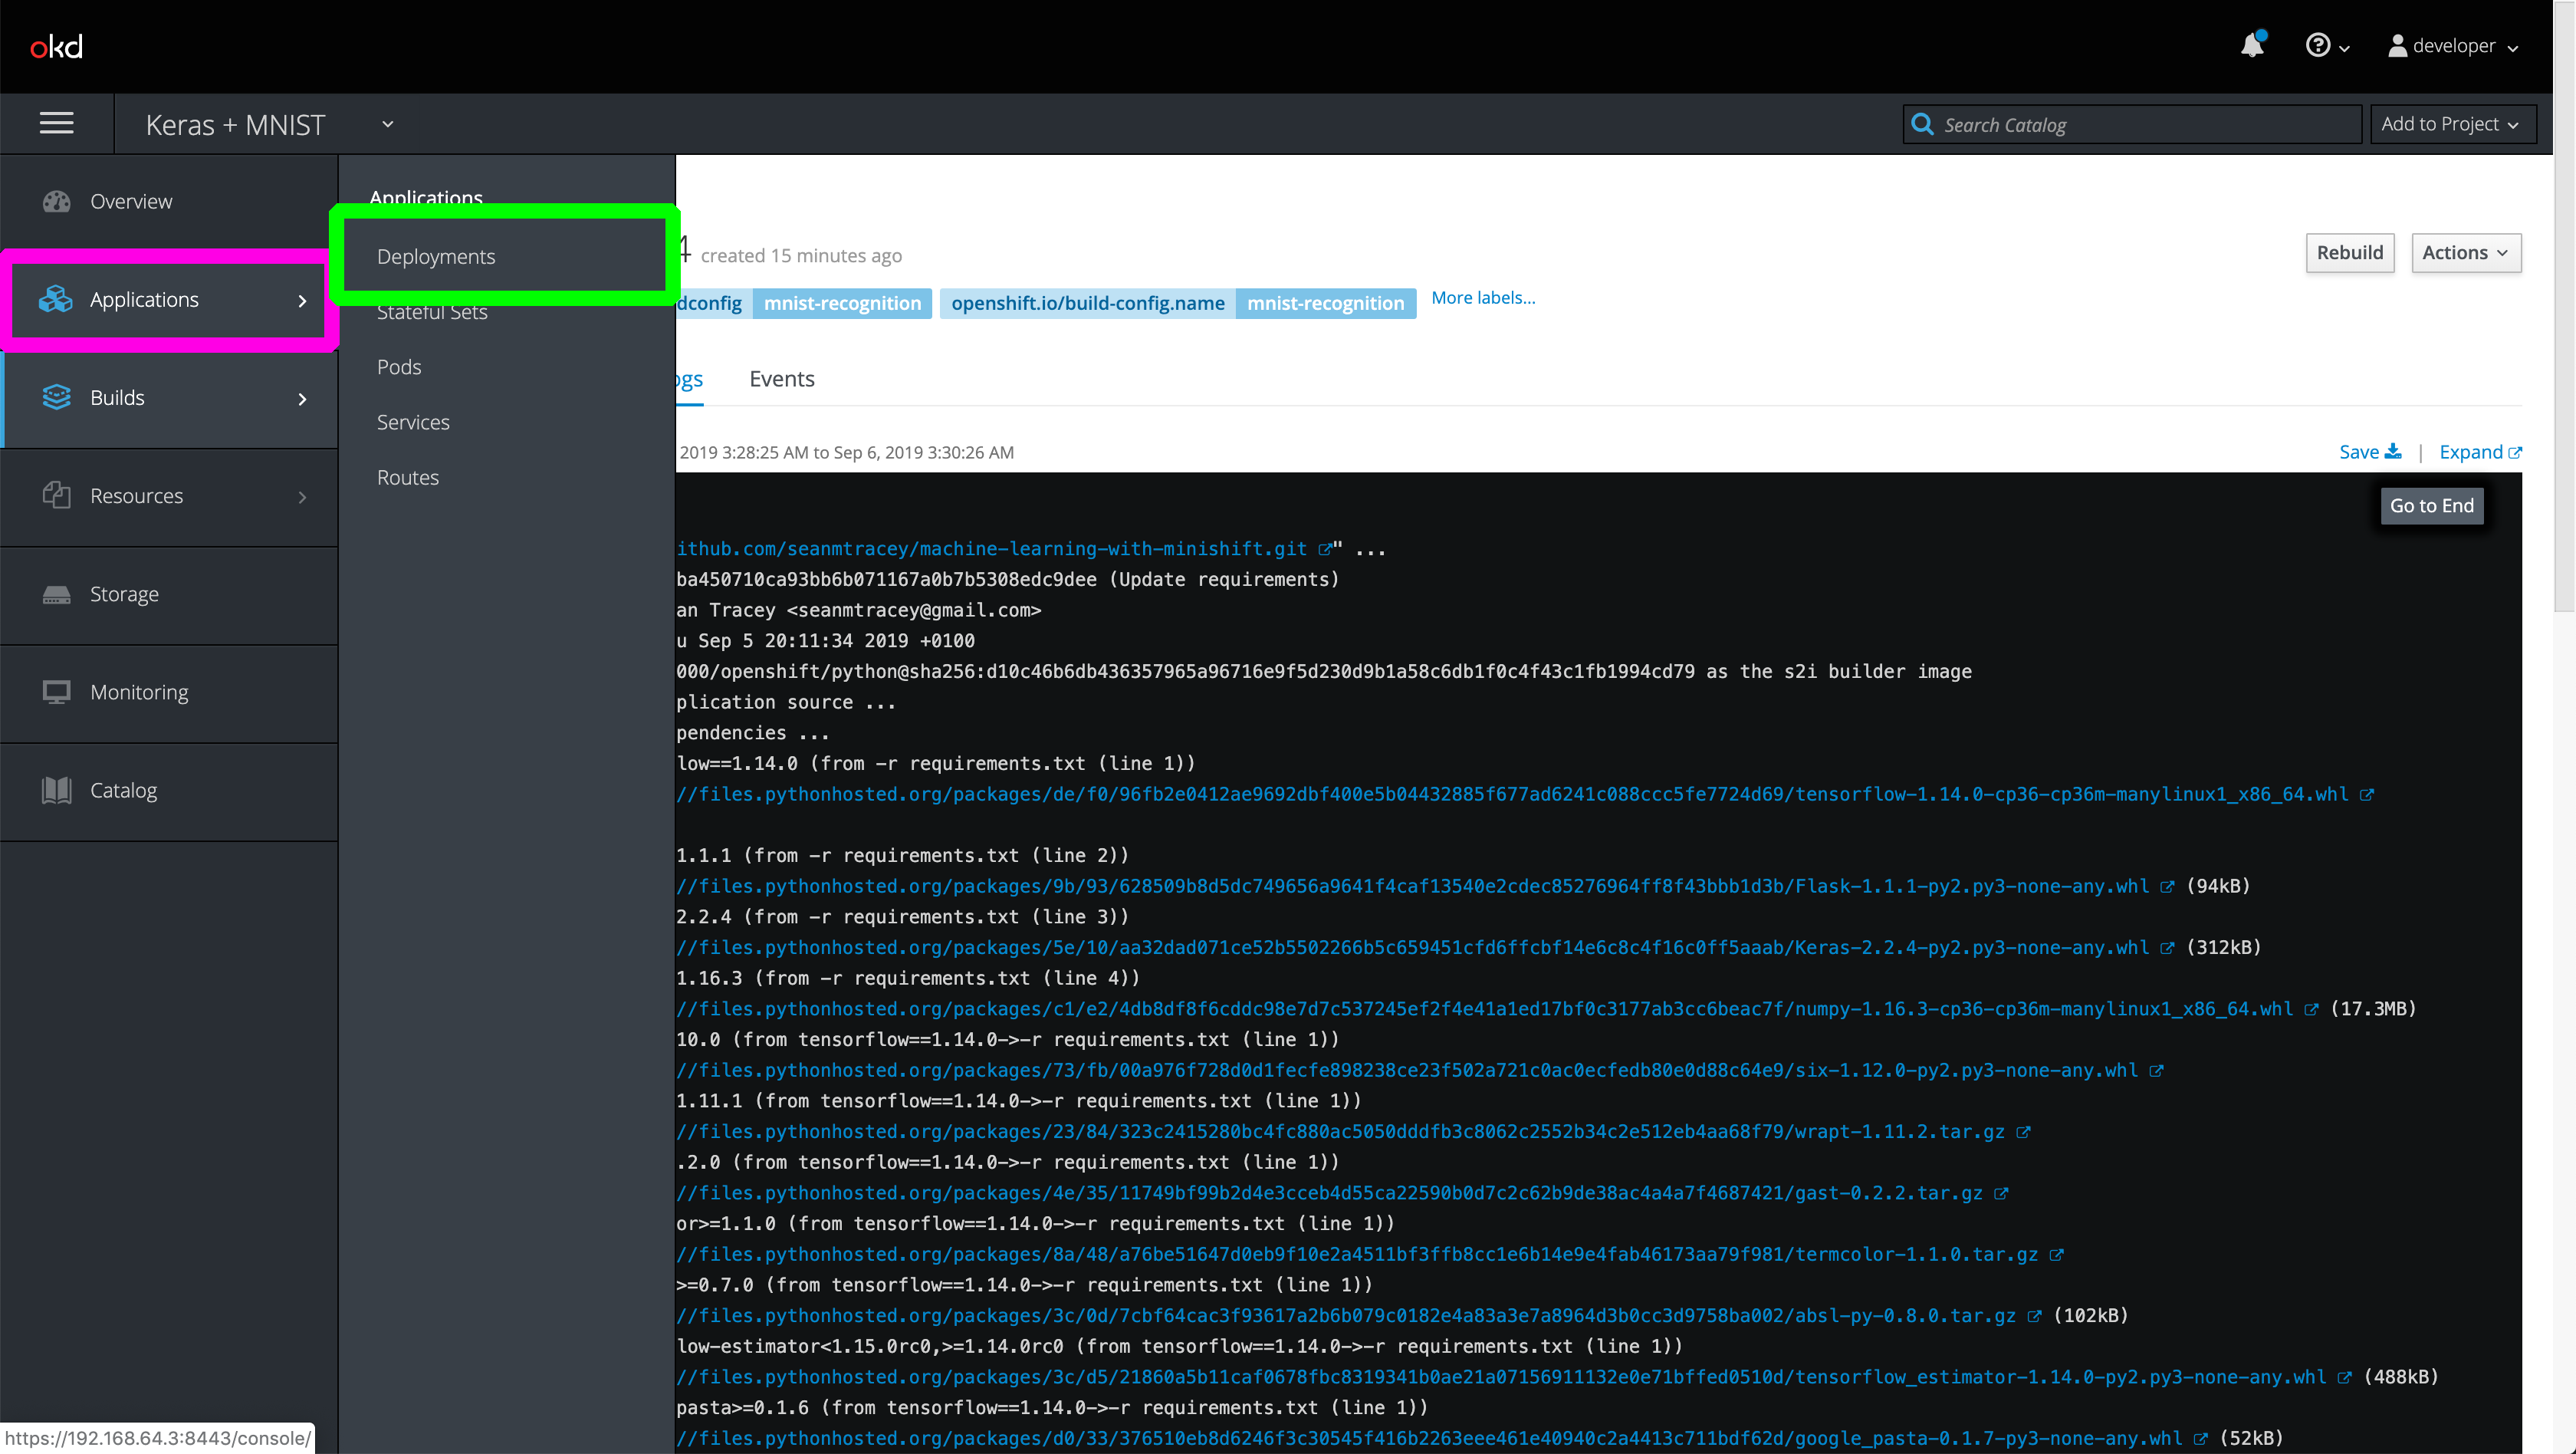 okd
developer
Keras + MNIST
Search Catalog
Add to Project
Overview
Applications
Builds
Resources
Storage
Monitoring
Catalog
Applications
Deployments
Stateful Sets
Pods
Services
Routes
4 created 15 minutes ago
Rebuild
Actions
dconfig mnist-recognition openshift.io/build-config.name mnist-recognition More labels...
ogs Events
2019 3:28:25 AM to Sep 6, 2019 3:30:26 AM
Save | Expand
Go to End
ithub.com/seanmtracey/machine-learning-with-minishift.git " ...
ba450710ca93bb6b071167a0b7b5308edc9dee (Update requirements)
an Tracey <seanmtracey@gmail.com>
u Sep 5 20:11:34 2019 +0100
000/openshift/python@sha256:d10c46b6db436357965a96716e9f5d230d9b1a58c6db1f0c4f43c1fb1994cd79 as the s2i builder image
plication source ...
pendencies ...
low==1.14.0 (from -r requirements.txt (line 1))
//files.pythonhosted.org/packages/de/f0/96fb2e0412ae9692dbf400e5b04432885f677ad6241c088ccc5fe7724d69/tensorflow-1.14.0-cp36-cp36m-manylinux1_x86_64.whl
1.1.1 (from -r requirements.txt (line 2))
//files.pythonhosted.org/packages/9b/93/628509b8d5dc749656a9641f4caf13540e2cdec85276964ff8f43bbb1d3b/Flask-1.1.1-py2.py3-none-any.whl (94kB)
2.2.4 (from -r requirements.txt (line 3))
//files.pythonhosted.org/packages/5e/10/aa32dad071ce52b5502266b5c659451cfd6ffcbf14e6c8c4f16c0ff5aaab/Keras-2.2.4-py2.py3-none-any.whl (312kB)
1.16.3 (from -r requirements.txt (line 4))
//files.pythonhosted.org/packages/c1/e2/4db8df8f6cddc98e7d7c537245ef2f4e41a1ed17bf0c3177ab3cc6beac7f/numpy-1.16.3-cp36-cp36m-manylinux1_x86_64.whl (17.3MB)
10.0 (from tensorflow==1.14.0->-r requirements.txt (line 1))
//files.pythonhosted.org/packages/73/fb/00a976f728d0d1fecfe898238ce23f502a721c0ac0ecfedb80e0d88c64e9/six-1.12.0-py2.py3-none-any.whl
1.11.1 (from tensorflow==1.14.0->-r requirements.txt (line 1))
//files.pythonhosted.org/packages/23/84/323c2415280bc4fc880ac5050dddfb3c8062c2552b34c2e512eb4aa68f79/wrapt-1.11.2.tar.gz
.2.0 (from tensorflow==1.14.0->-r requirements.txt (line 1))
//files.pythonhosted.org/packages/4e/35/11749bf99b2d4e3cceb4d55ca22590b0d7c2c62b9de38ac4a4a7f4687421/gast-0.2.2.tar.gz
or>=1.1.0 (from tensorflow==1.14.0->-r requirements.txt (line 1))
//files.pythonhosted.org/packages/8a/48/a76be51647d0eb9f10e2a4511bf3ffb8cc1e6b14e9e4fab46173aa79f981/termcolor-1.1.0.tar.gz
>=0.7.0 (from tensorflow==1.14.0->-r requirements.txt (line 1))
//files.pythonhosted.org/packages/3c/0d/7cbf64cac3f93617a2b6b079c0182e4a83a3e7a8964d3b0cc3d9758ba002/absl-py-0.8.0.tar.gz (102kB)
low-estimator<1.15.0rc0,>=1.14.0rc0 (from tensorflow==1.14.0->-r requirements.txt (line 1))
//files.pythonhosted.org/packages/3c/d5/21860a5b11caf0678fbc8319341b0ae21a07156911132e0e71bffed0510d/tensorflow_estimator-1.14.0-py2.py3-none-any.whl (488kB)
pasta>=0.1.6 (from tensorflow==1.14.0->-r requirements.txt (line 1))
//files.pythonhosted.org/packages/d0/33/376510eb8d6246f3c30545f416b2263eee461e40940c2a4413c711bdf62d/google_pasta-0.1.7-py3-none-any.whl (52kB)
https://192.168.64.3:8443/console/